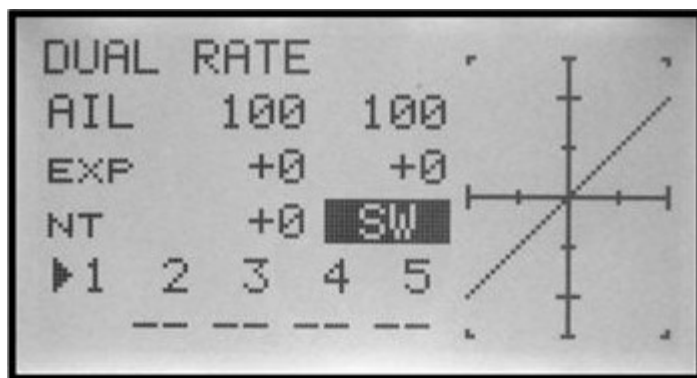 DUAL RATE
AIL 100 100
EXP +0 +0
NT +0 SW
▶1 2 3 4 5
-- -- -- --